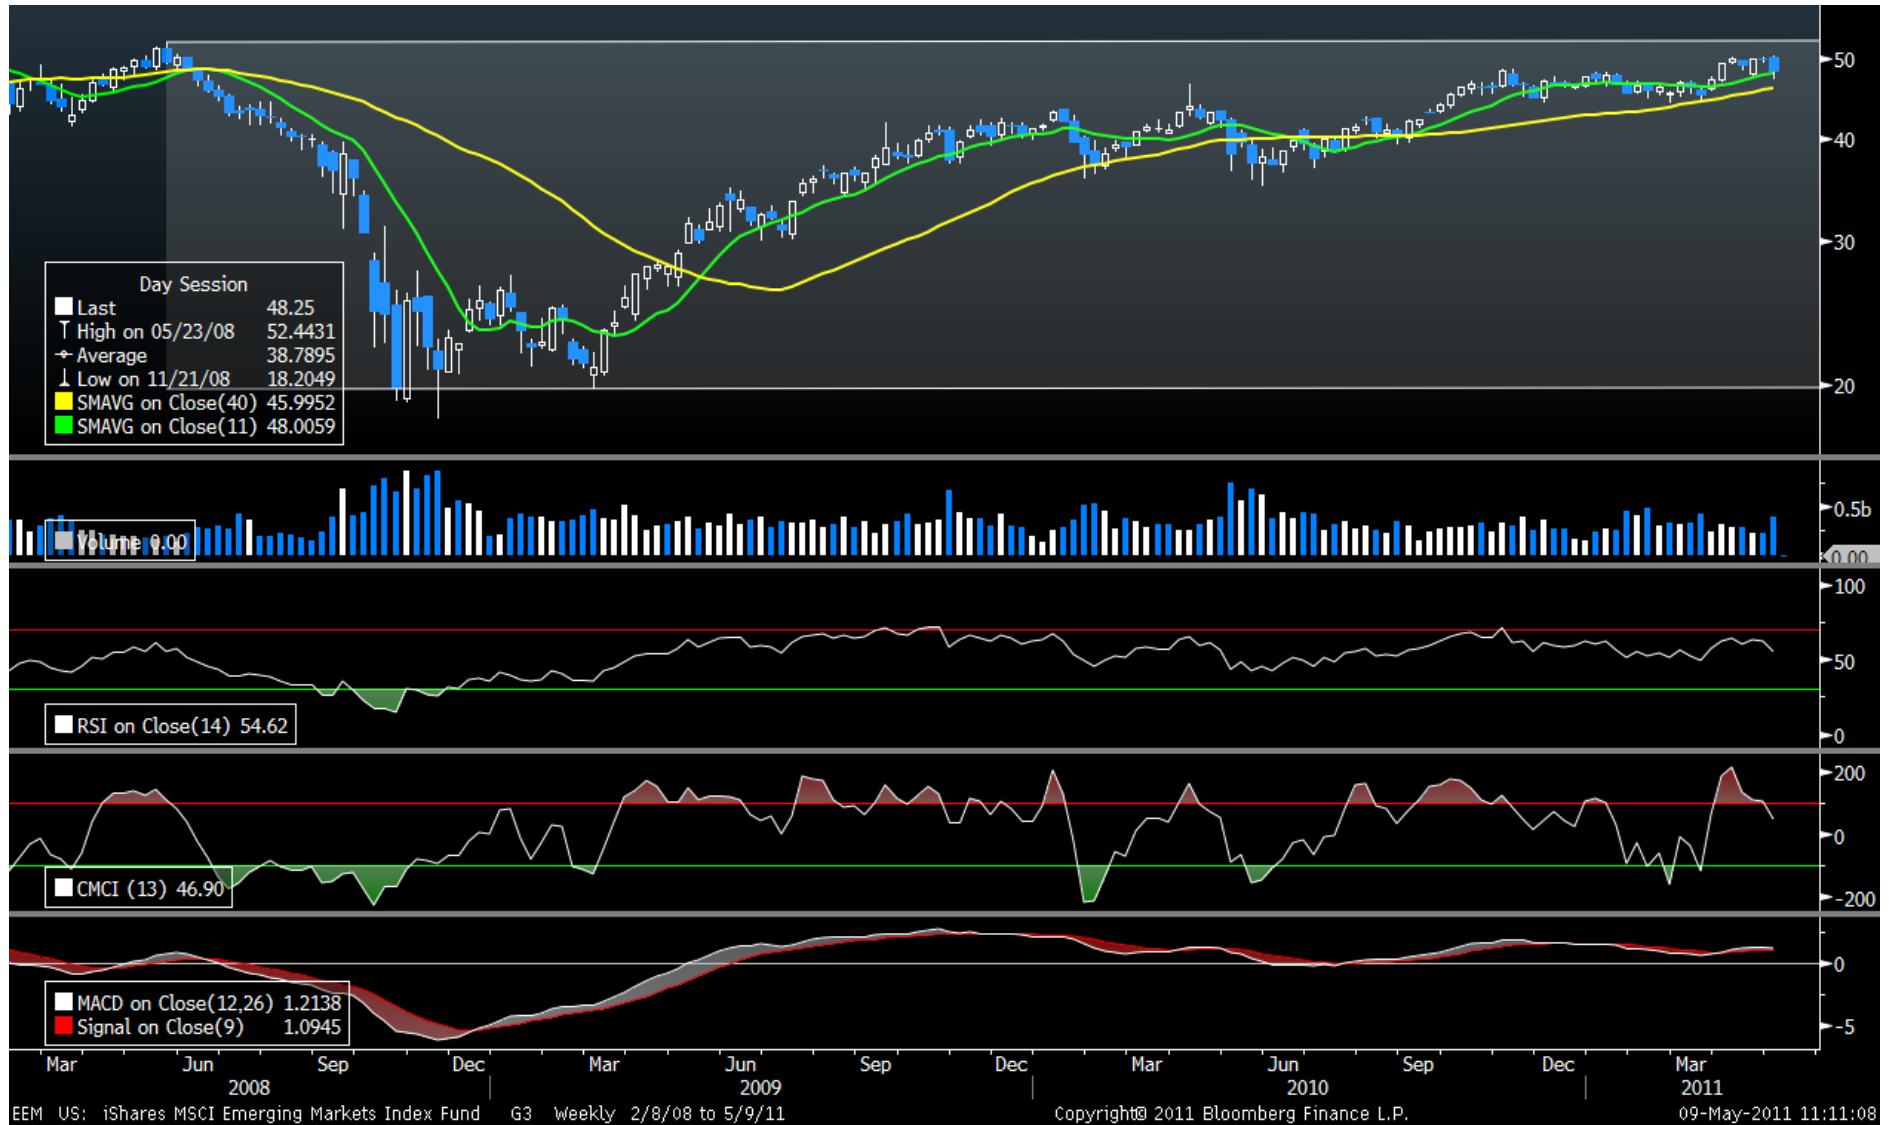 50
40
30
20
Day Session
Last 48.25
High on 05/23/08 52.4431
Average 38.7895
Low on 11/21/08 18.2049
SMAVG on Close(40) 45.9952
SMAVG on Close(11) 48.0059
0.5b
0.00
Volume 0.00
100
50
0
RSI on Close(14) 54.62
200
0
-200
CMCI (13) 46.90
0
-5
MACD on Close(12,26) 1.2138
Signal on Close(9) 1.0945
Mar Jun Sep Dec Mar Jun Sep Dec Mar Jun Sep Dec Mar
2008 2009 2010 2011
EEM US: iShares MSCI Emerging Markets Index Fund G3 Weekly 2/8/08 to 5/9/11 Copyright© 2011 Bloomberg Finance L.P. 09-May-2011 11:11:08